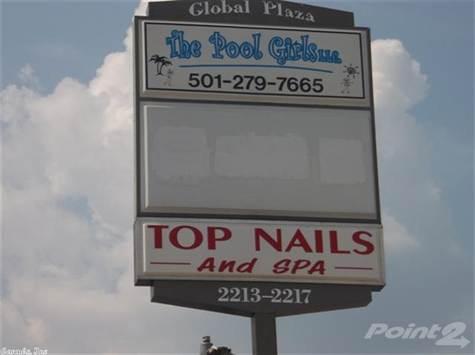 Global Plaza
The Pool Girls LLC
501-279-7665
TOP NAILS
And SPA
2213-2217
Point2